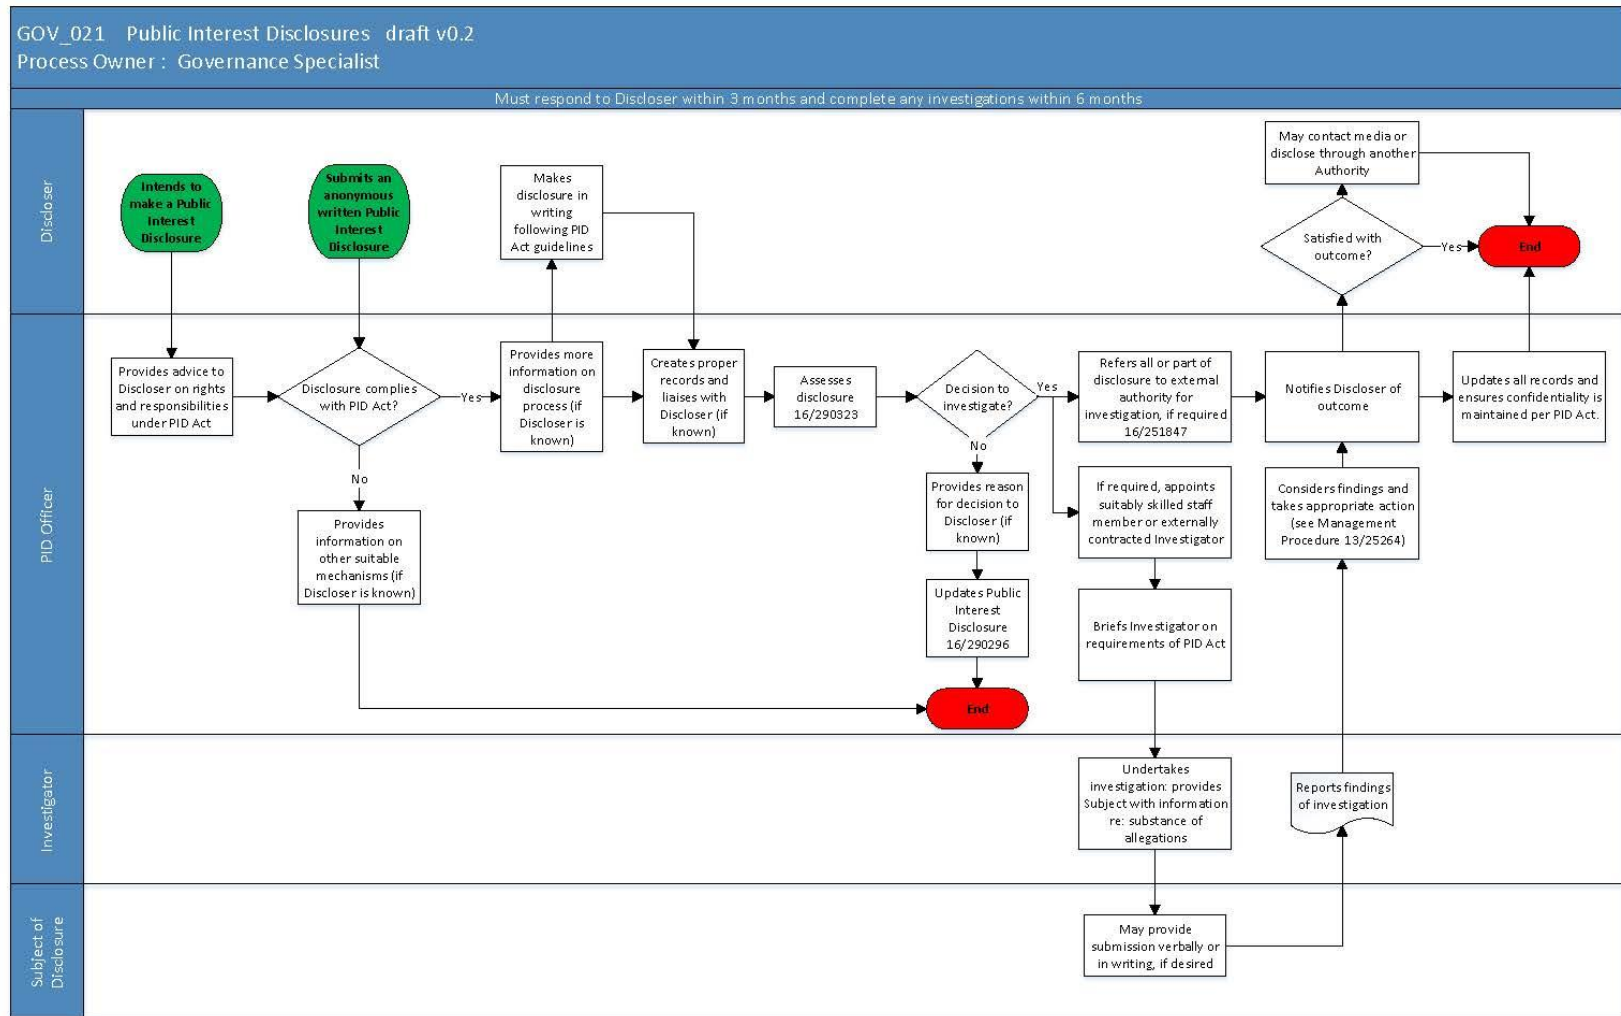 GOV_021 Public Interest Disclosures draft v0.2
Process Owner : Governance Specialist
Must respond to Discloser within 3 months and complete any investigations within 6 months
Discloser
Intends to
make a Public
Interest
Disclosure
Submits an
anonymous
written Public
Interest
Disclosure
Makes
disclosure in
writing
following PID
Act guidelines
May contact media or
disclose through another
Authority
Satisfied with
outcome?
Yes
End
PID Officer
Provides advice to
Discloser on rights
and responsibilities
under PID Act
Disclosure complies
with PID Act?
Yes
No
Provides
information on
other suitable
mechanisms (if
Discloser is known)
Provides more
information on
disclosure
process (if
Discloser is
known)
Creates proper
records and
liaises with
Discloser (if
known)
Assesses
disclosure
16/290323
Decision to
investigate?
Yes
No
Provides reason
for decision to
Discloser (if
known)
Updates Public
Interest
Disclosure
16/290296
End
Refers all or part of
disclosure to external
authority for
investigation, if required
16/251847
If required, appoints
suitably skilled staff
member or externally
contracted Investigator
Briefs Investigator on
requirements of PID Act
Notifies Discloser of
outcome
Considers findings and
takes appropriate action
(see Management
Procedure 13/25264)
Updates all records and
ensures confidentiality is
maintained per PID Act.
Investigator
Undertakes
investigation: provides
Subject with information
re: substance of
allegations
Reports findings
of investigation
Subject of
Disclosure
May provide
submission verbally or
in writing, if desired